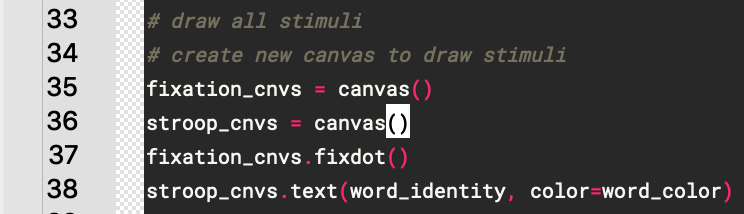 33 # draw all stimuli
34 # create new canvas to draw stimuli
35 fixation_cnvs = canvas()
36 stroop_cnvs = canvas()
37 fixation_cnvs.fixdot()
38 stroop_cnvs.text(word_identity, color=word_color)